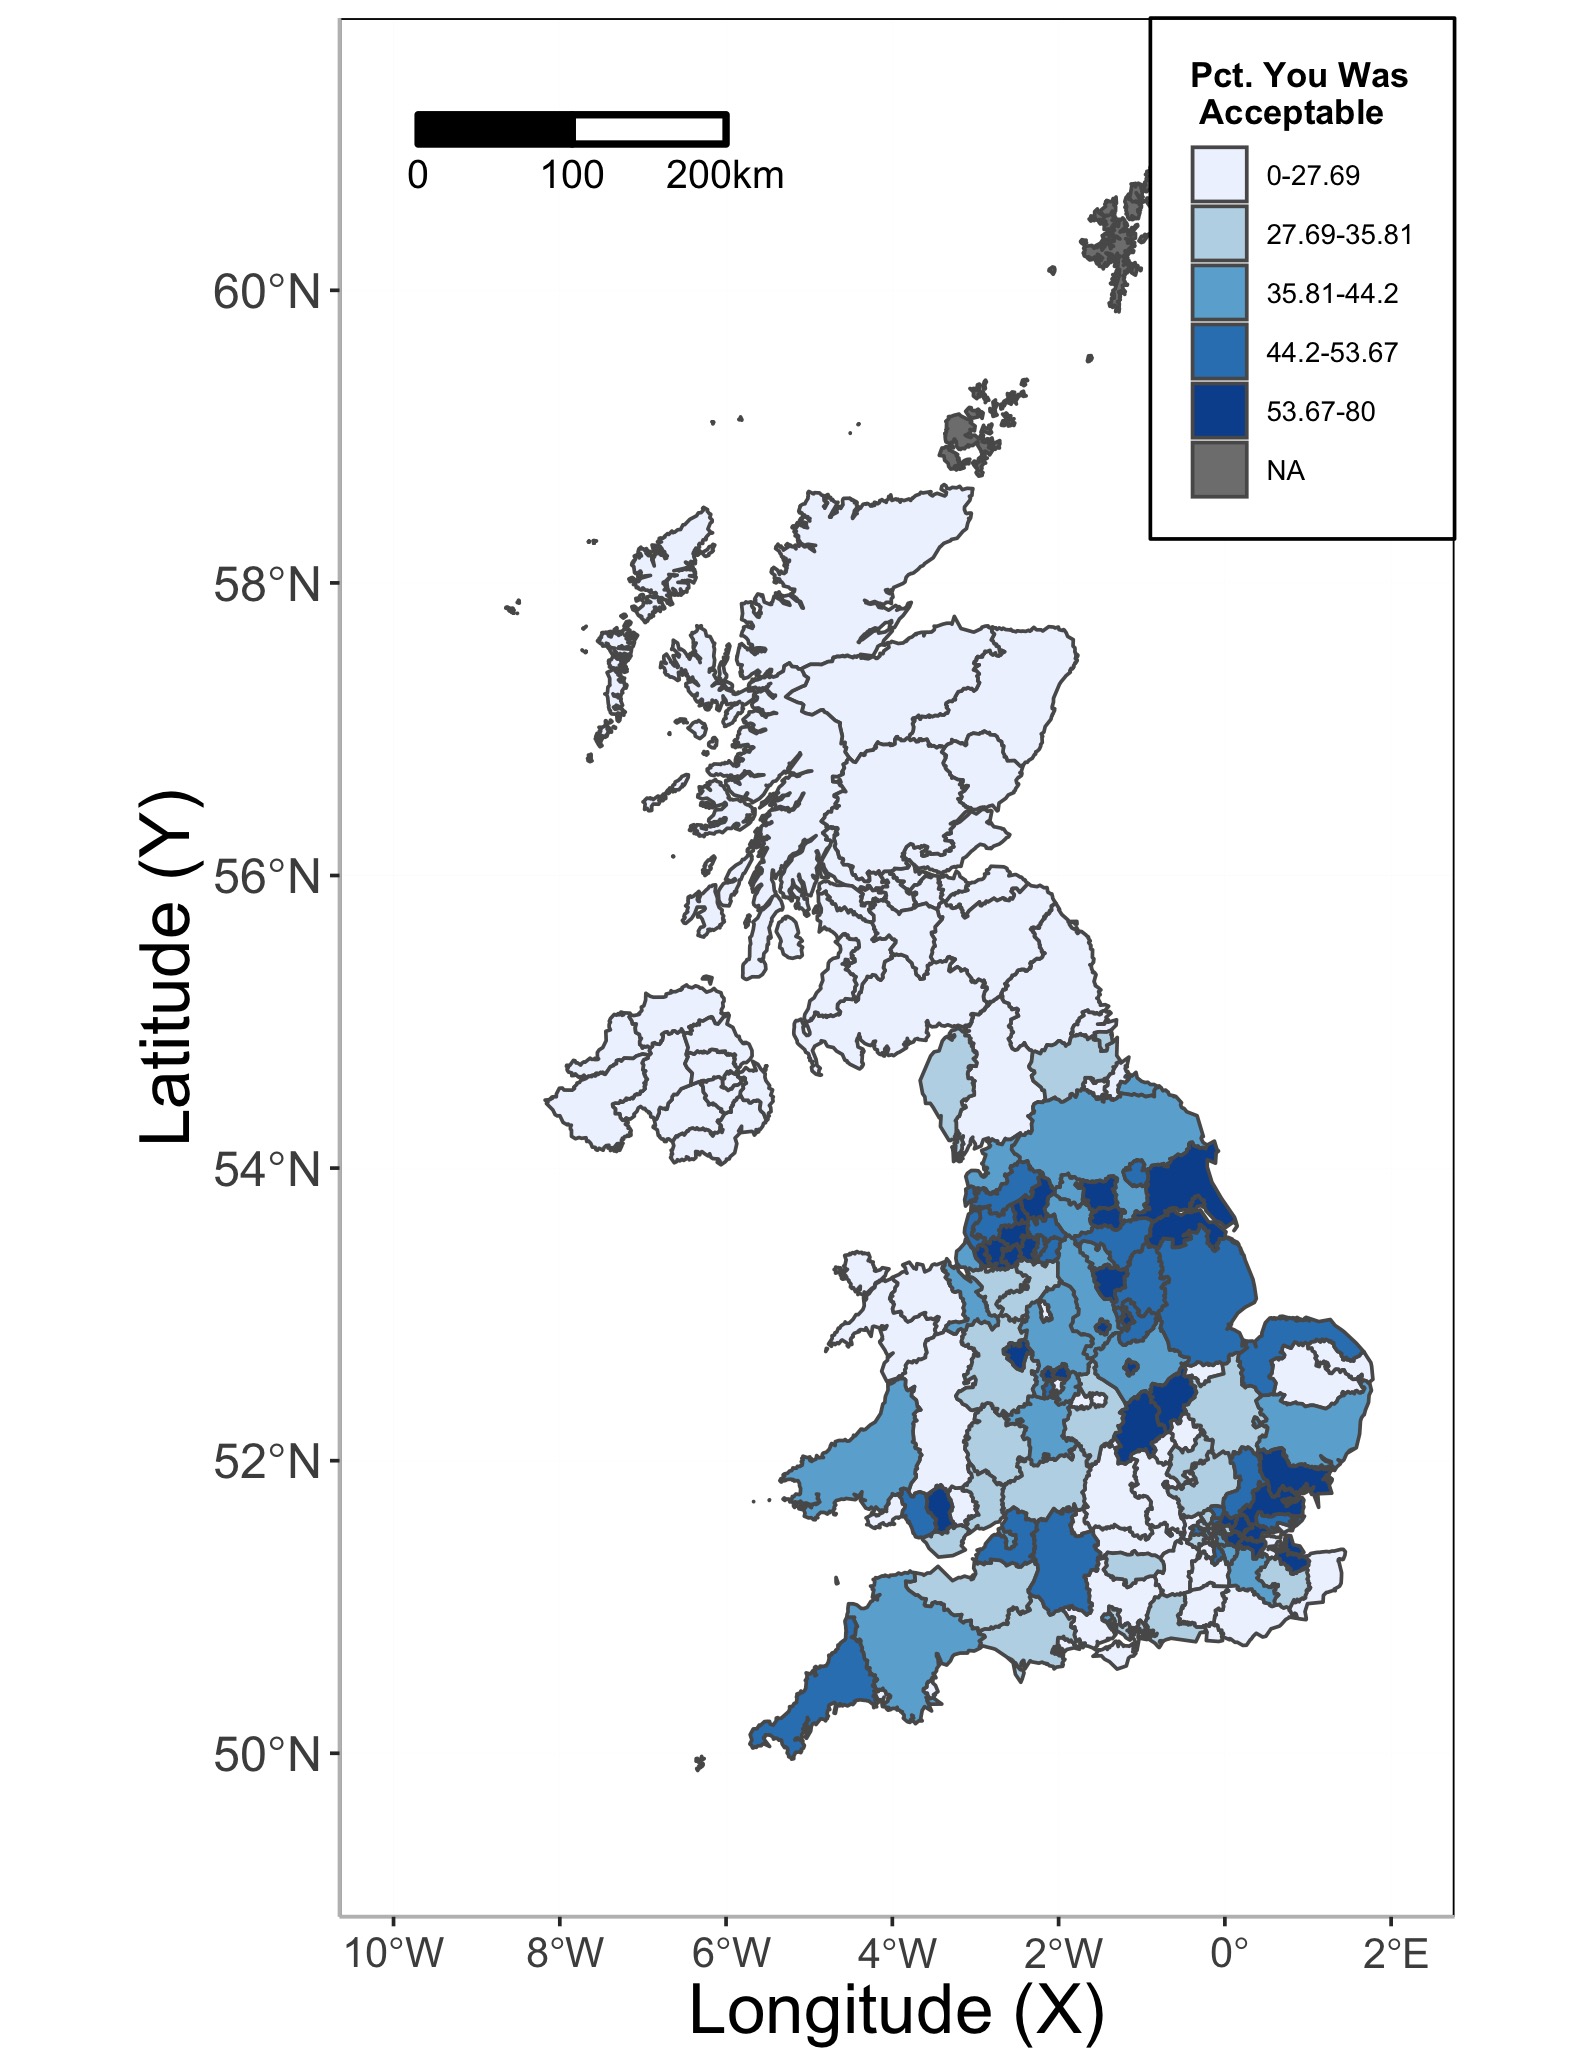 Pct. You Was
Acceptable
0-27.69
27.69-35.81
35.81-44.2
44.2-53.67
53.67-80
NA
0 100 200km
60°N
58°N
56°N
54°N
52°N
50°N
Latitude (Y)
10°W 8°W 6°W 4°W 2°W 0° 2°E
Longitude (X)